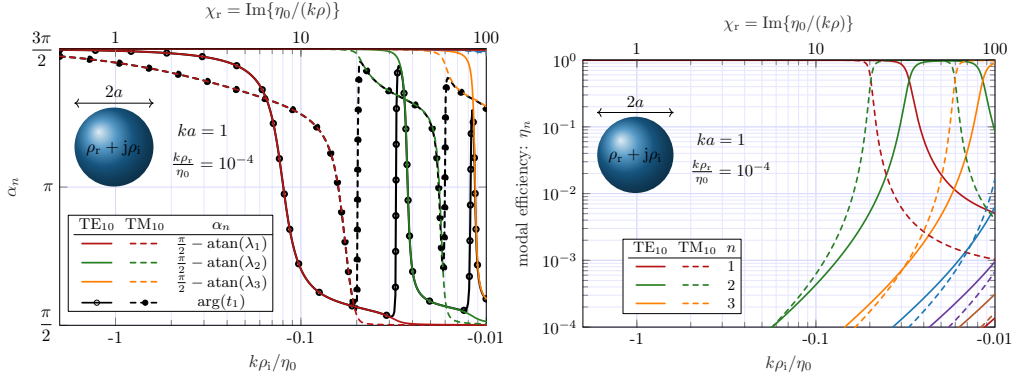 χr = Im{η0/(kρ)}
1 10 100
3π/2
π
π/2
αn
2a
ρr + jρi
ka = 1
kρr/η0 = 10^−4
TE10 TM10 αn
π/2 − atan(λ1)
π/2 − atan(λ2)
π/2 − atan(λ3)
arg(t1)
-1 -0.1 -0.01
kρi/η0
χr = Im{η0/(kρ)}
1 10 100
10^0
10^−1
10^−2
10^−3
10^−4
modal efficiency: ηn
2a
ρr + jρi
ka = 1
kρr/η0 = 10^−4
TE10 TM10 n
1
2
3
-1 -0.1 -0.01
kρi/η0